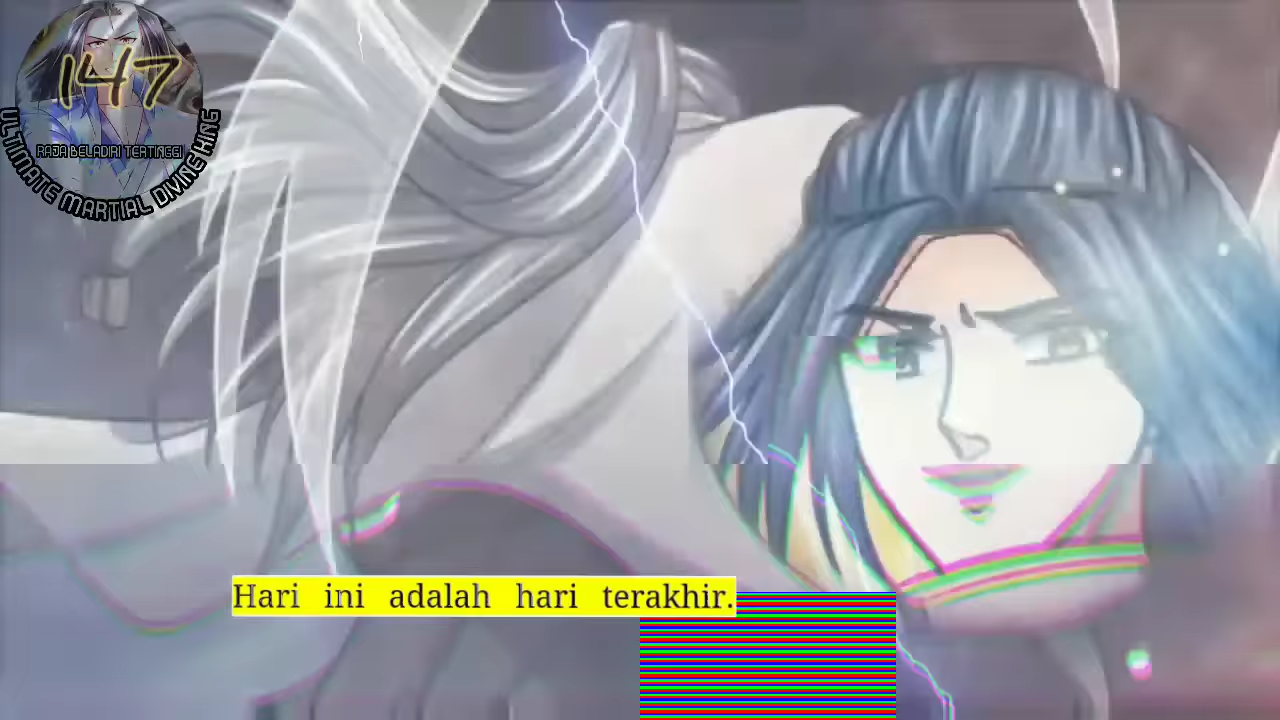 147
RAJA BELADIRI TERTINGGI
ULTIMATE MARTIAL DIVINE KING
Hari ini adalah hari terakhir.